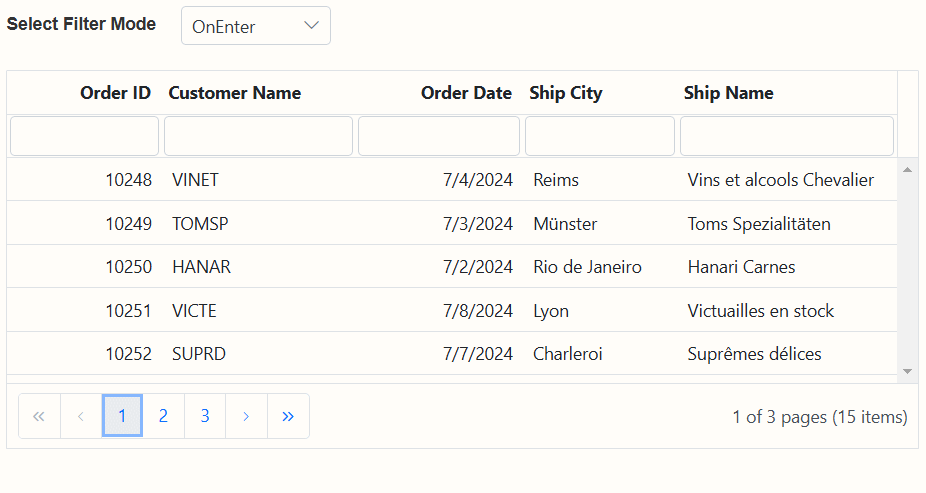 Select Filter Mode OnEnter
Order ID Customer Name Order Date Ship City Ship Name
10248 VINET 7/4/2024 Reims Vins et alcools Chevalier
10249 TOMSP 7/3/2024 Münster Toms Spezialitäten
10250 HANAR 7/2/2024 Rio de Janeiro Hanari Carnes
10251 VICTE 7/8/2024 Lyon Victuailles en stock
10252 SUPRD 7/7/2024 Charleroi Suprêmes délices
« ‹ 1 2 3 › » 1 of 3 pages (15 items)